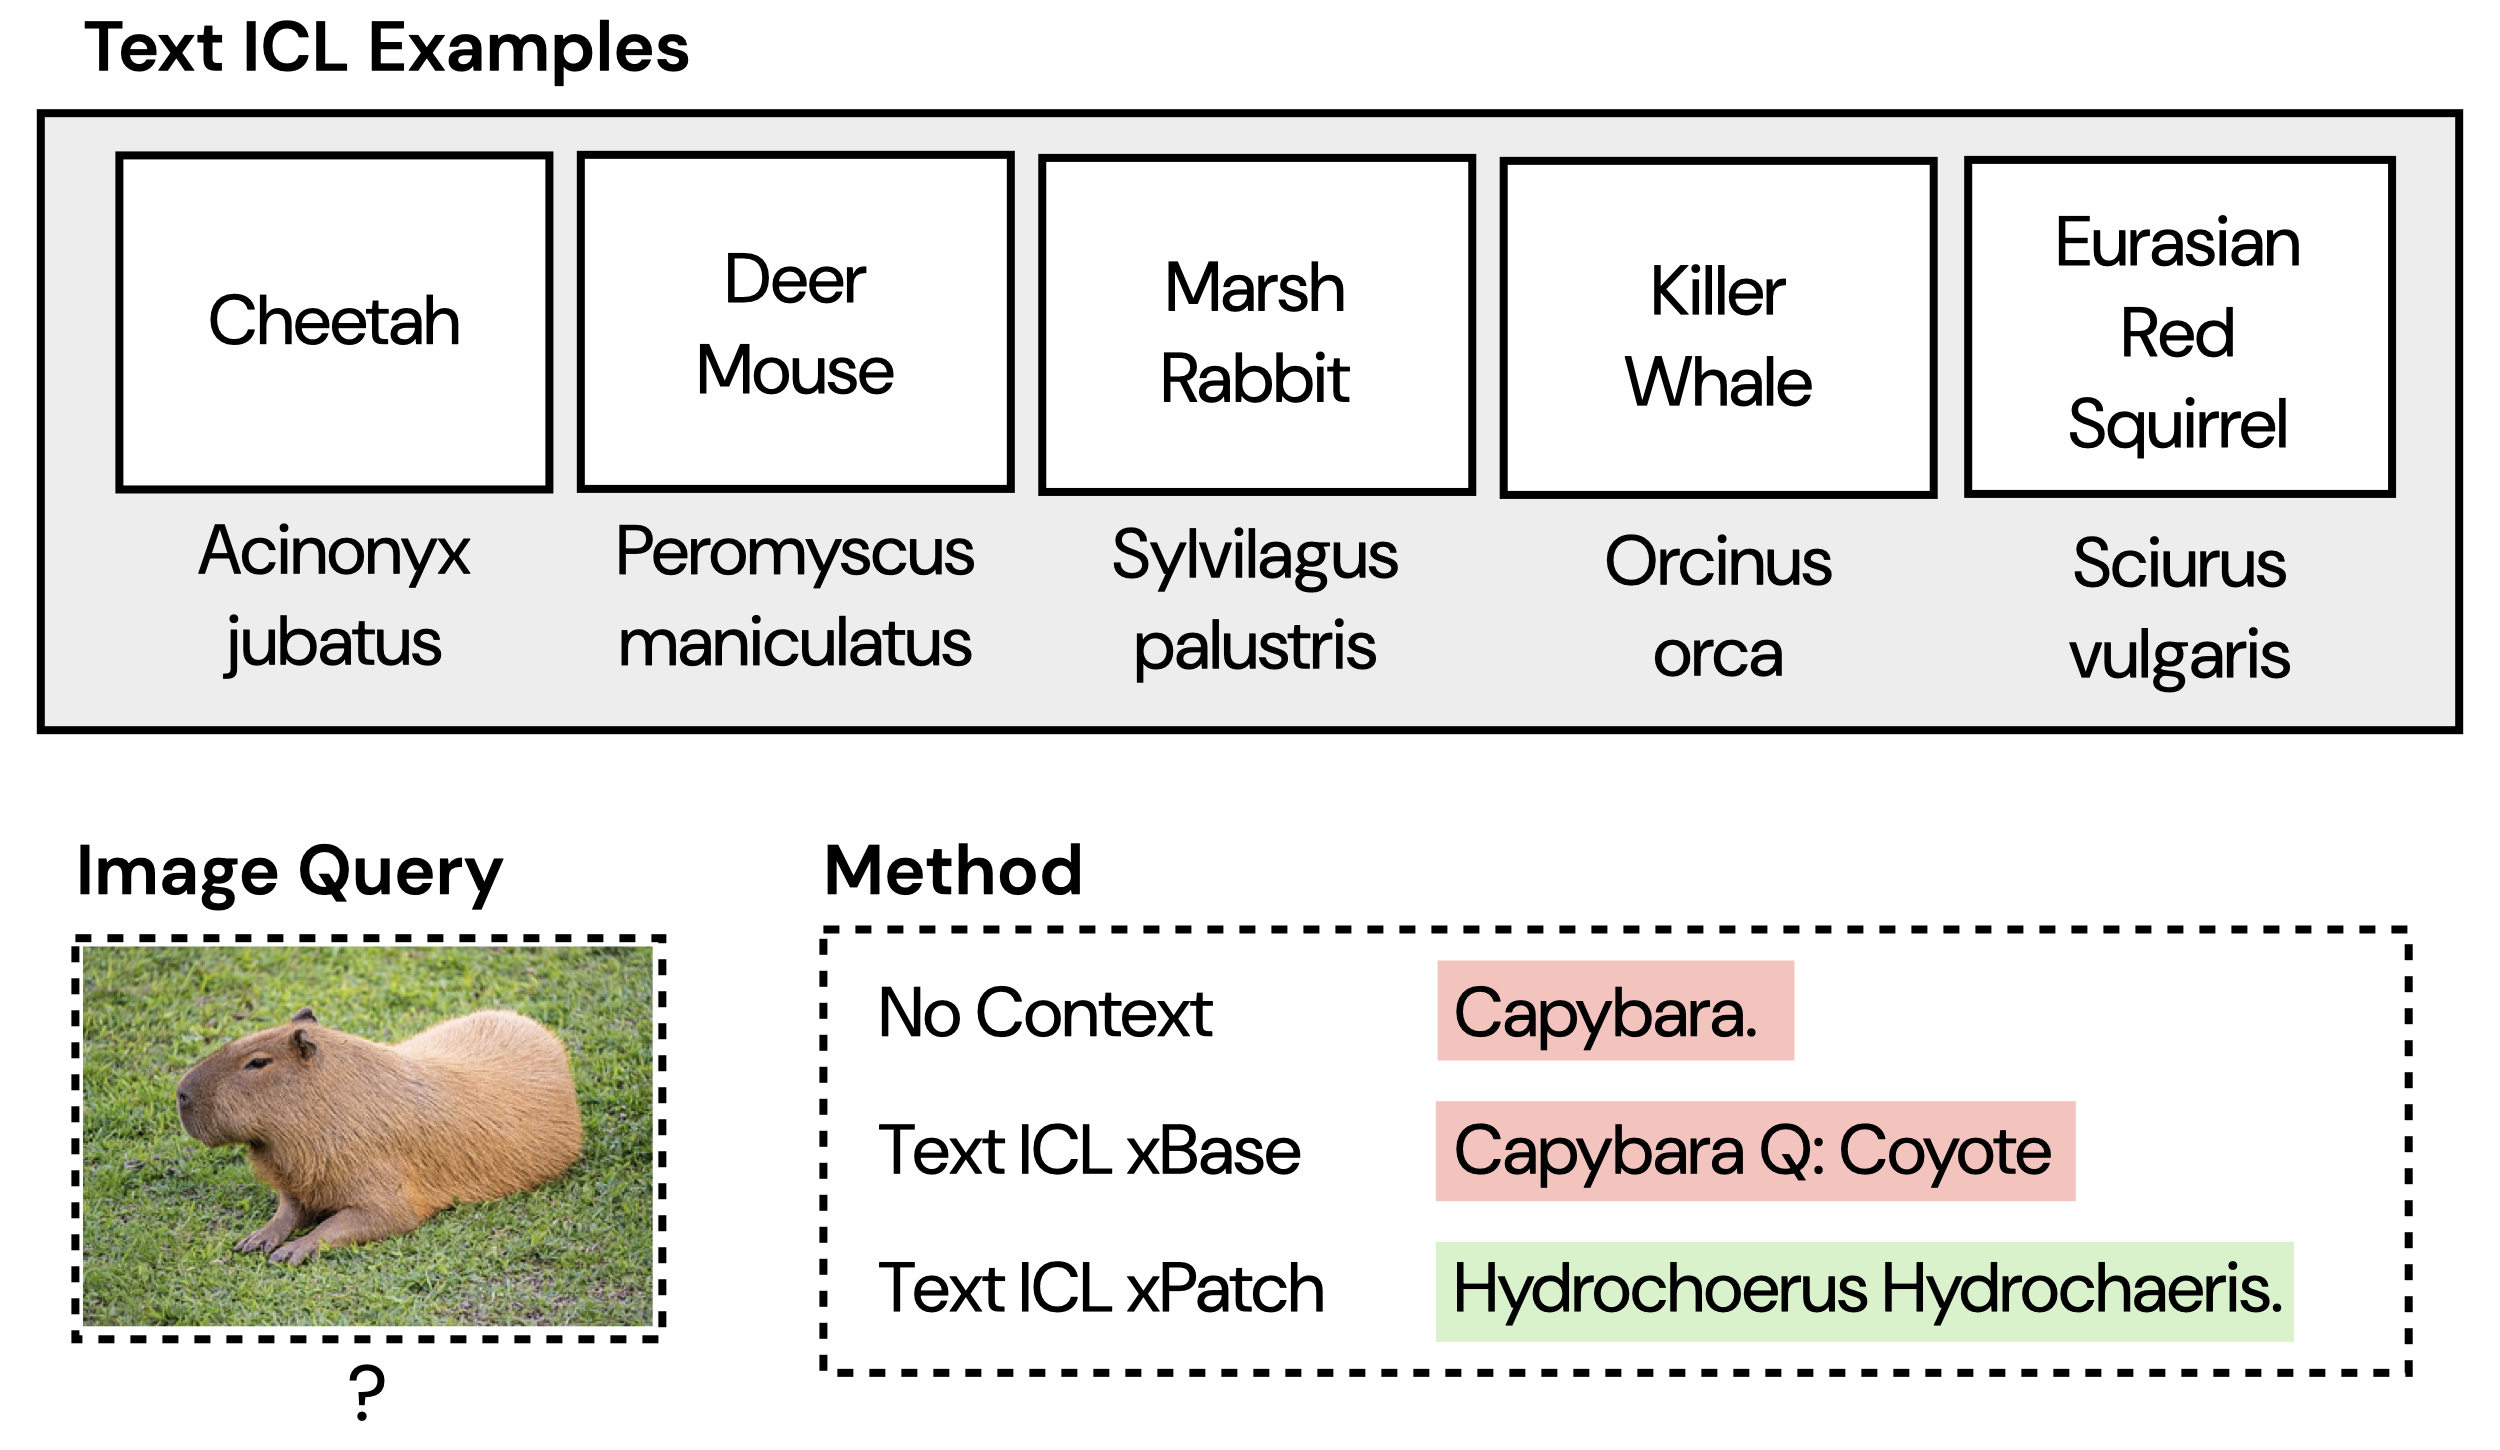 Text ICL Examples
Cheetah
Deer
Mouse
Marsh
Rabbit
Killer
Whale
Eurasian
Red
Squirrel
Acinonyx
jubatus
Peromyscus
maniculatus
Sylvilagus
palustris
Orcinus
orca
Sciurus
vulgaris
Image Query
?
Method
No Context
Capybara.
Text ICL xBase
Capybara Q: Coyote
Text ICL xPatch
Hydrochoerus Hydrochaeris.